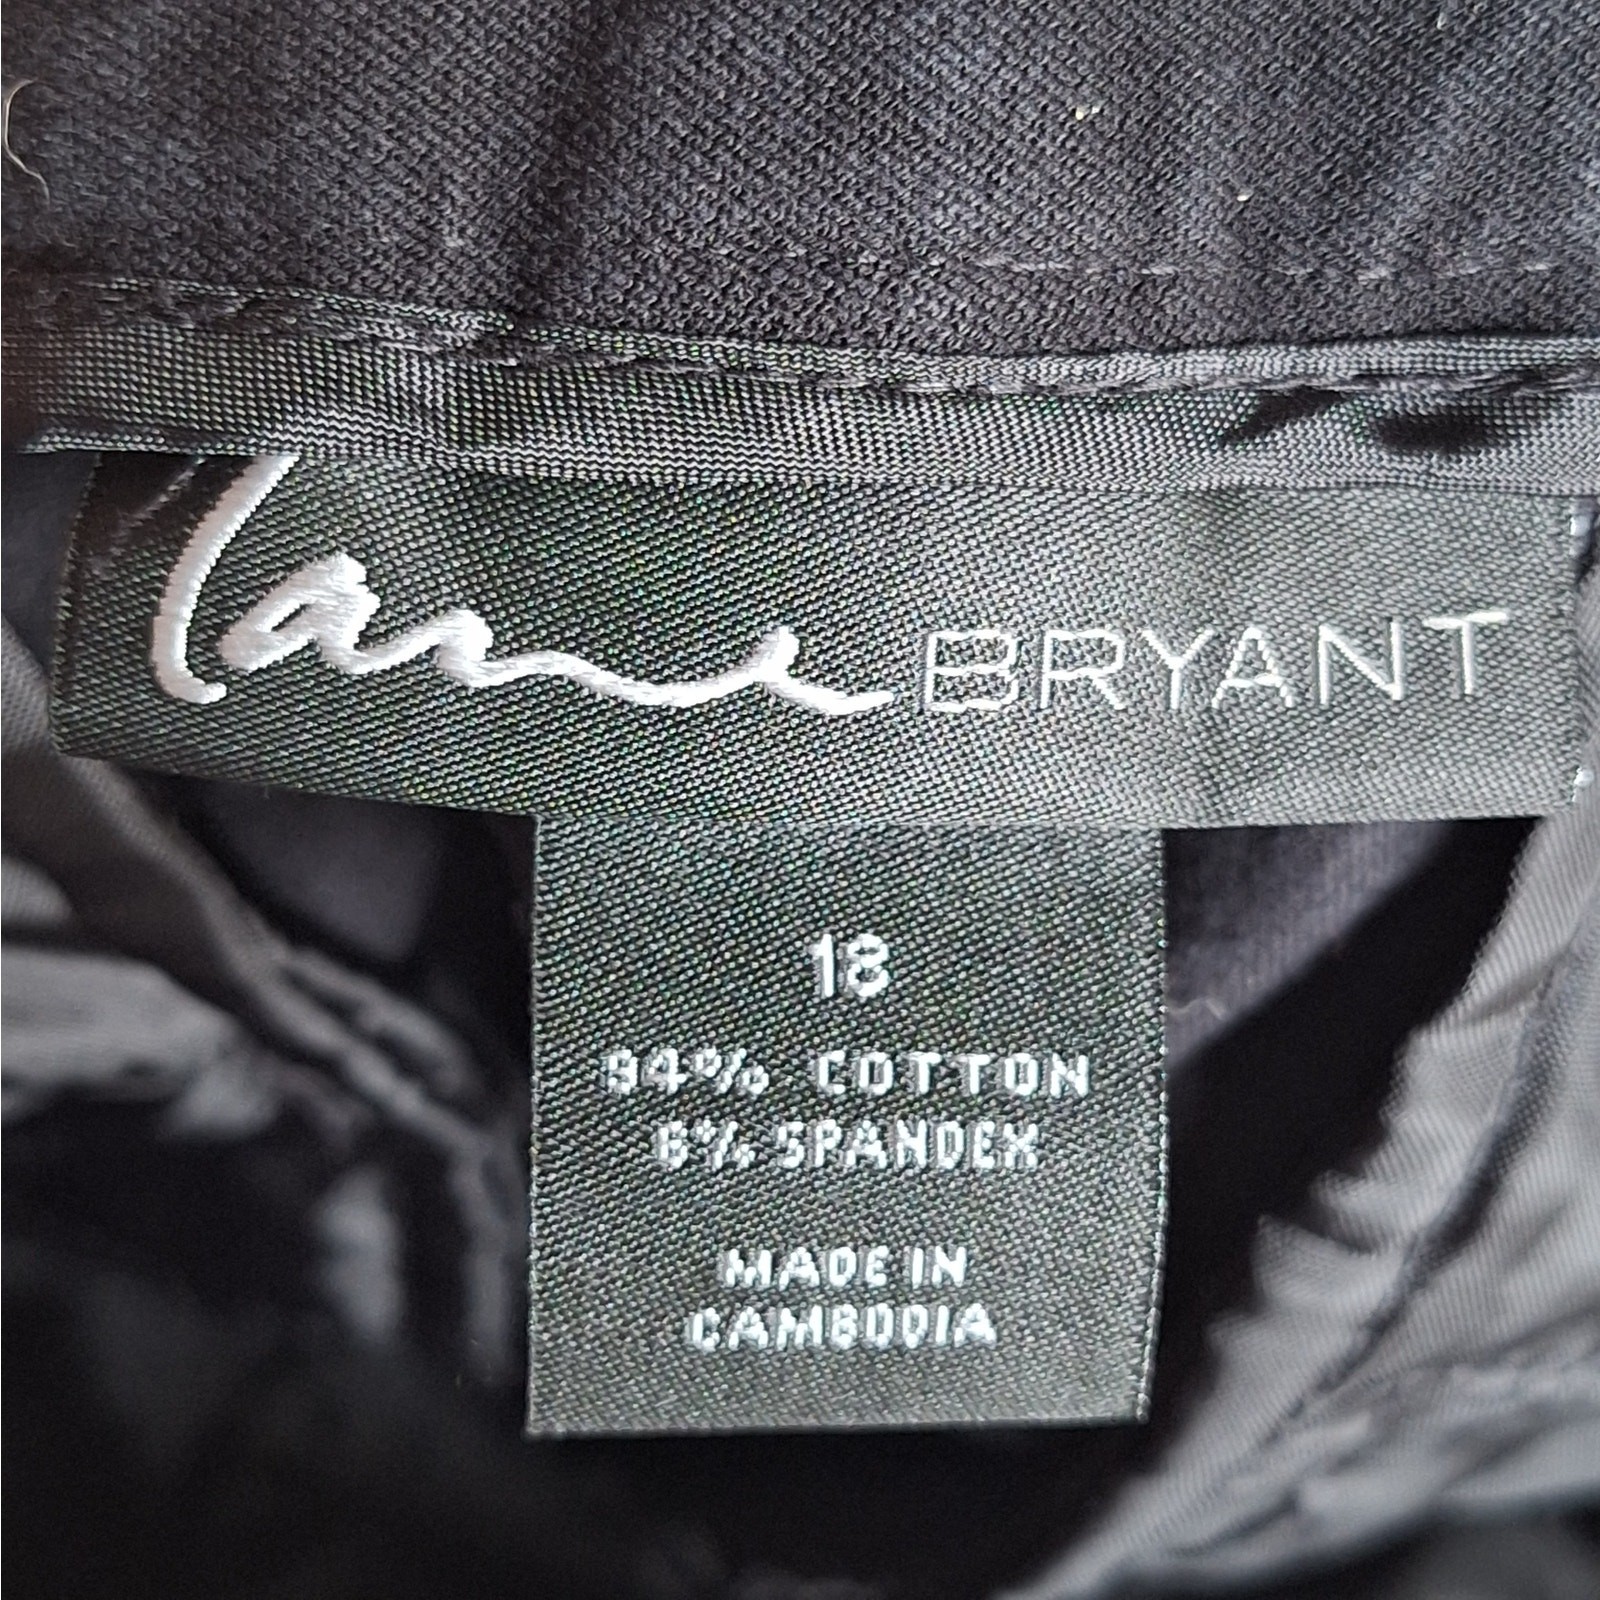 Lane BRYANT
18
94% COTTON
6% SPANDEX
MADE IN
CAMBODIA